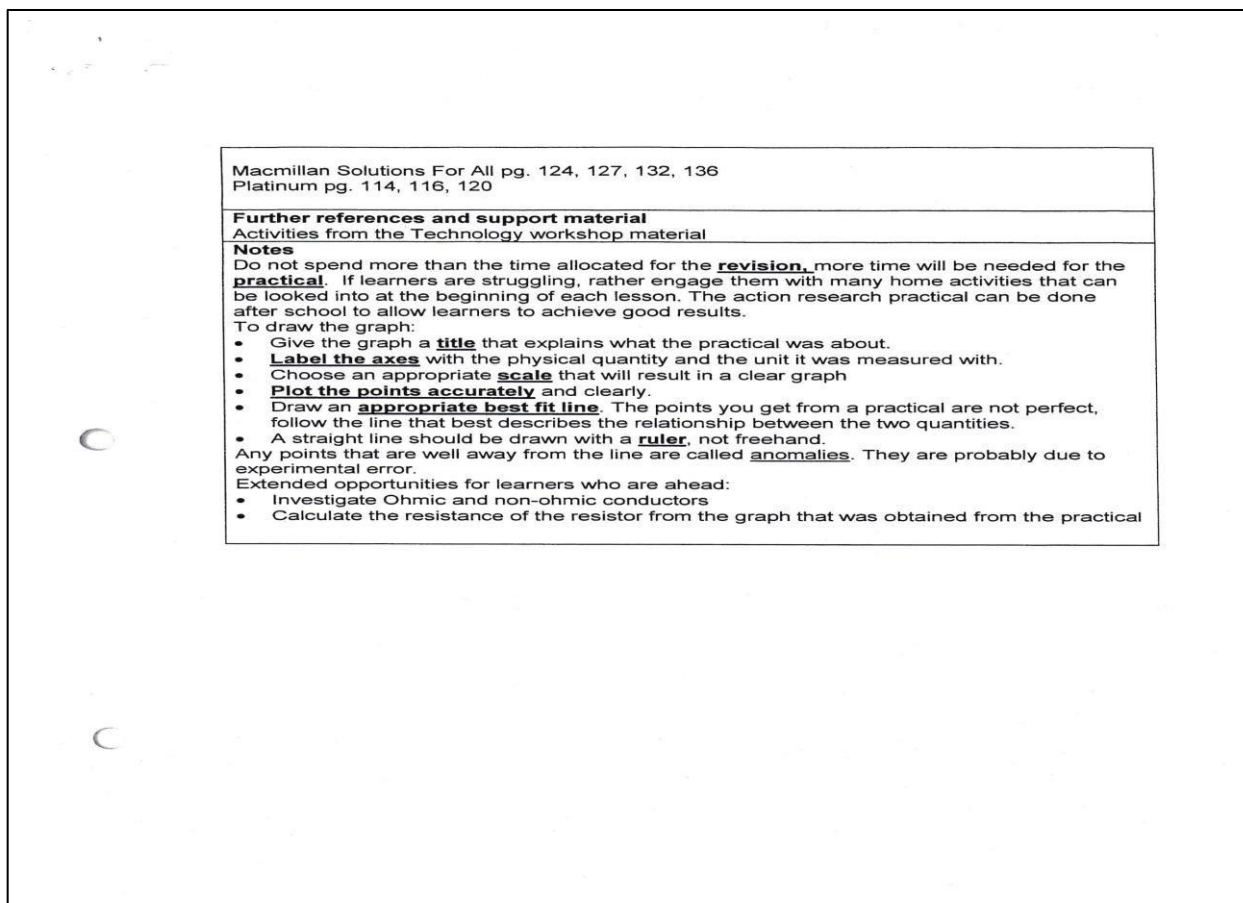 Macmillan Solutions For All pg. 124, 127, 132, 136
Platinum pg. 114, 116, 120
Further references and support material
Activities from the Technology workshop material
Notes
Do not spend more than the time allocated for the revision, more time will be needed for the
practical. If learners are struggling, rather engage them with many home activities that can
be looked into at the beginning of each lesson. The action research practical can be done
after school to allow learners to achieve good results.
To draw the graph:
• Give the graph a title that explains what the practical was about.
• Label the axes with the physical quantity and the unit it was measured with.
• Choose an appropriate scale that will result in a clear graph
• Plot the points accurately and clearly.
• Draw an appropriate best fit line. The points you get from a practical are not perfect,
follow the line that best describes the relationship between the two quantities.
• A straight line should be drawn with a ruler, not freehand.
Any points that are well away from the line are called anomalies. They are probably due to
experimental error.
Extended opportunities for learners who are ahead:
• Investigate Ohmic and non-ohmic conductors
• Calculate the resistance of the resistor from the graph that was obtained from the practical